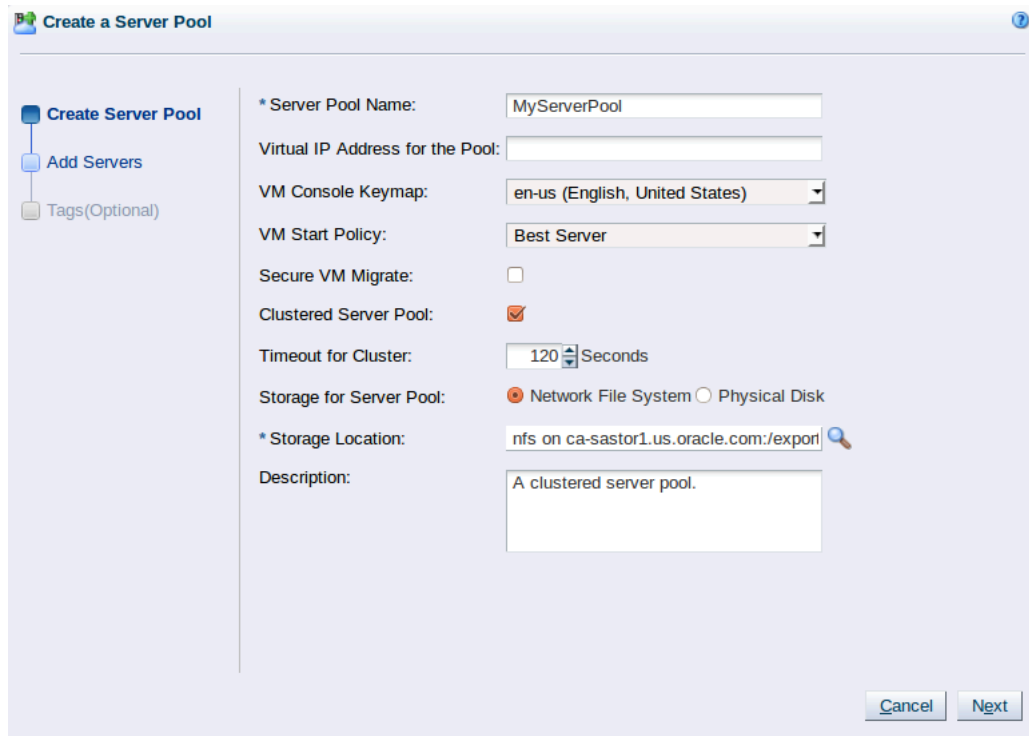 Create a Server Pool
Create Server Pool
Add Servers
Tags(Optional)
* Server Pool Name: MyServerPool
Virtual IP Address for the Pool:
VM Console Keymap: en-us (English, United States)
VM Start Policy: Best Server
Secure VM Migrate:
Clustered Server Pool:
Timeout for Cluster: 120 Seconds
Storage for Server Pool: Network File System Physical Disk
* Storage Location: nfs on ca-sastor1.us.oracle.com:/export
Description: A clustered server pool.
Cancel Next